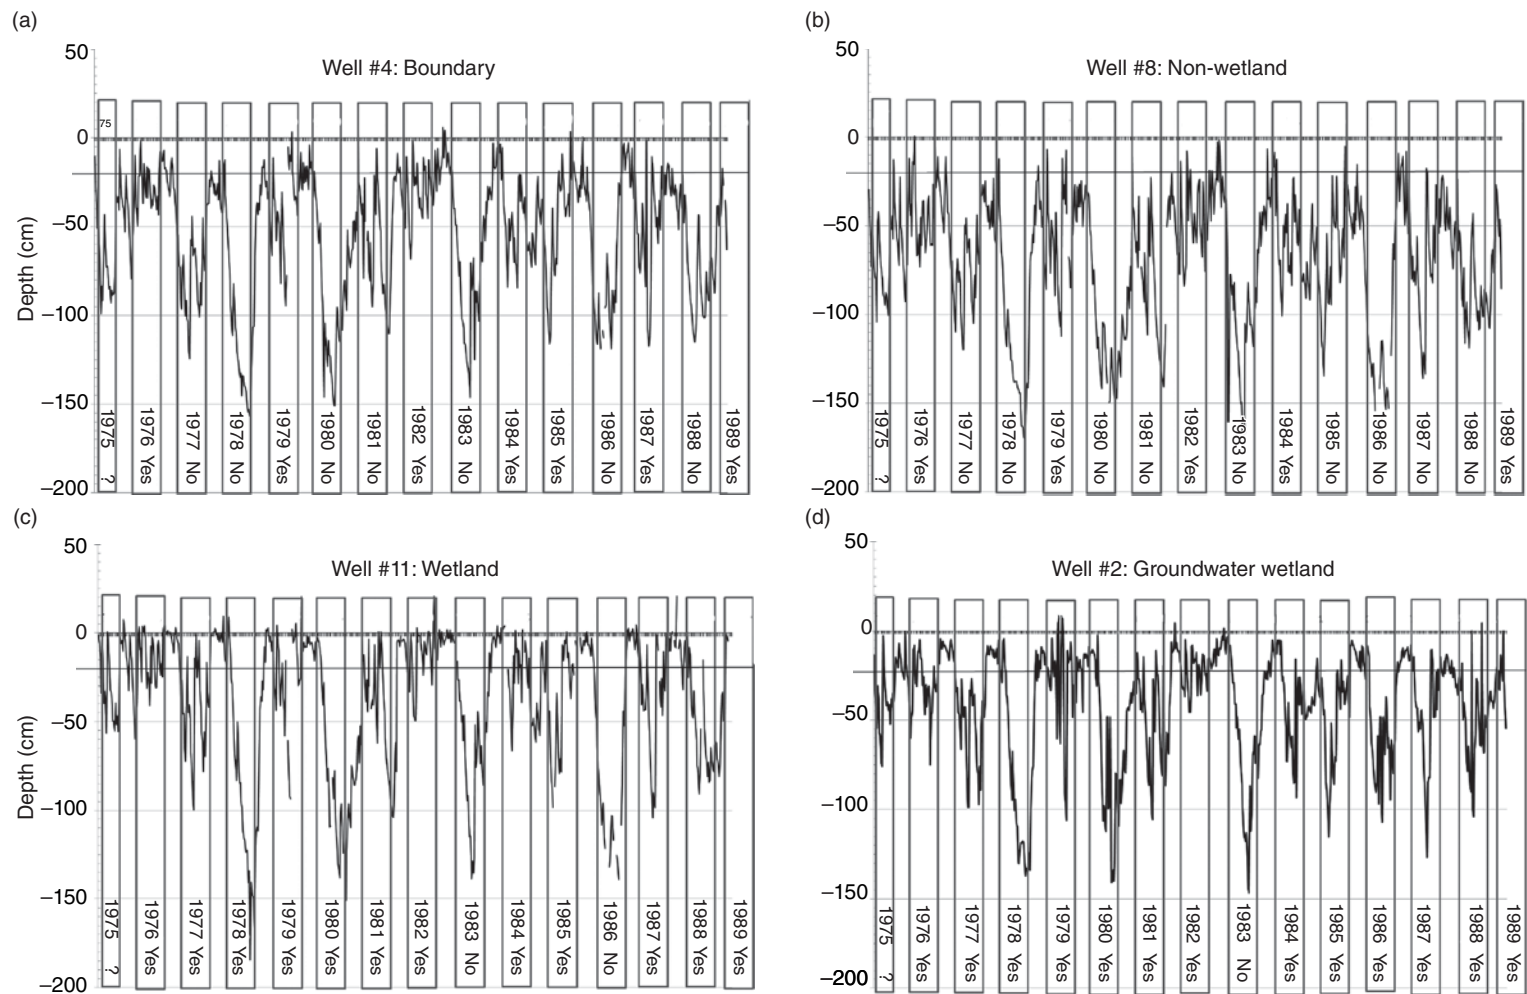 (a)
Well #4: Boundary
50
0
−50
−100
−150
−200
Depth (cm)
75
1975 ?
1976 Yes
1977 No
1978 No
1979 Yes
1980 No
1981 No
1982 Yes
1983 No
1984 Yes
1985 Yes
1986 No
1987 Yes
1988 No
1989 Yes
(b)
Well #8: Non-wetland
50
0
−50
−100
−150
−200
1975 ?
1976 Yes
1977 No
1978 No
1979 Yes
1980 No
1981 No
1982 Yes
1983 No
1984 Yes
1985 No
1986 No
1987 No
1988 No
1989 Yes
(c)
Well #11: Wetland
50
0
−50
−100
−150
−200
Depth (cm)
1975 ?
1976 Yes
1977 Yes
1978 Yes
1979 Yes
1980 Yes
1981 Yes
1982 Yes
1983 No
1984 Yes
1985 Yes
1986 No
1987 Yes
1988 Yes
1989 Yes
(d)
Well #2: Groundwater wetland
50
0
−50
−100
−150
−200
1975 ?
1976 Yes
1977 Yes
1978 Yes
1979 Yes
1980 Yes
1981 Yes
1982 Yes
1983 No
1984 Yes
1985 Yes
1986 Yes
1987 Yes
1988 Yes
1989 Yes